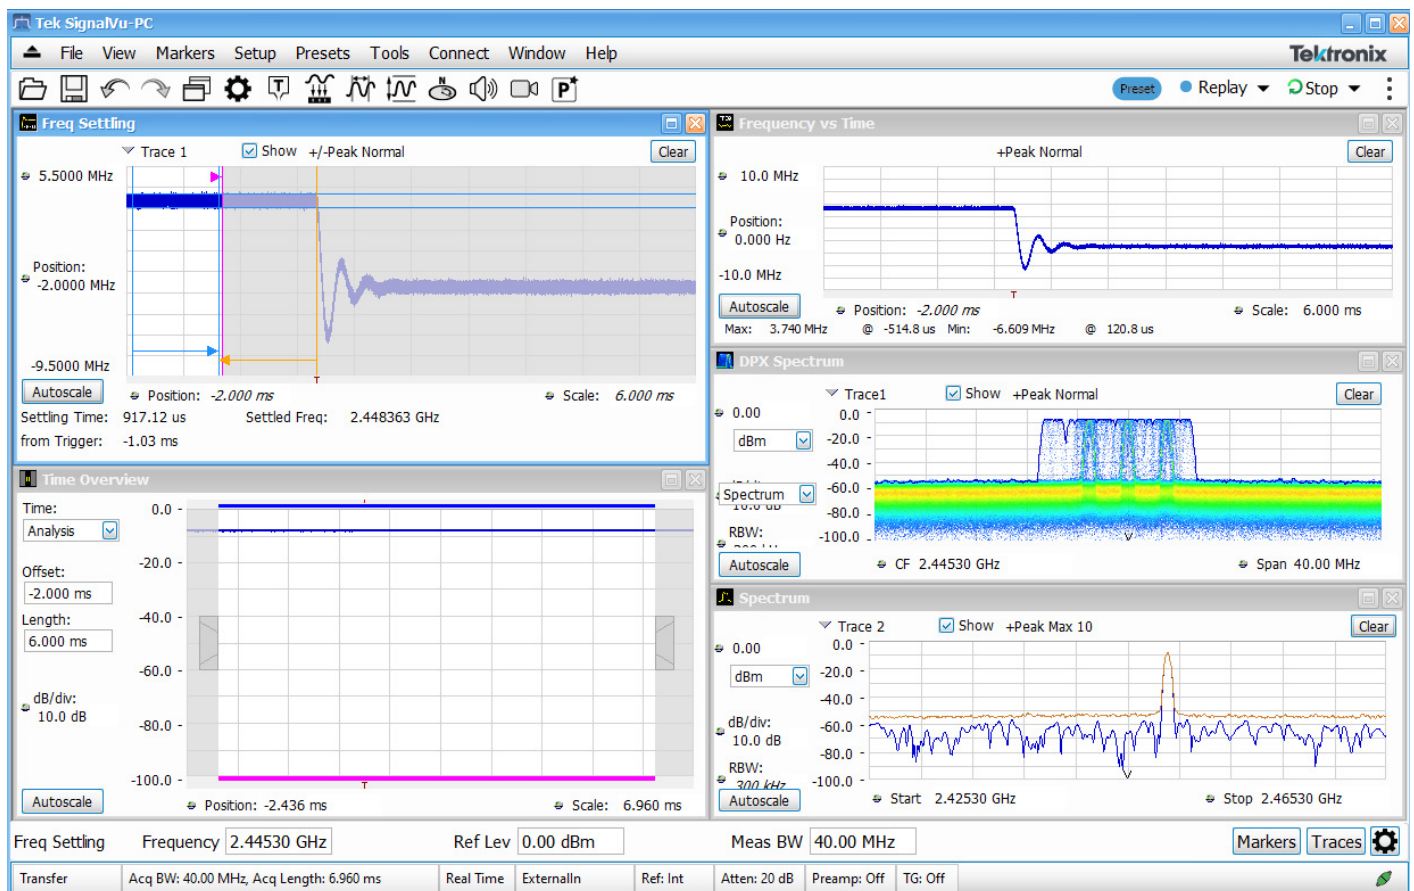 Tek SignalVu-PC
File View Markers Setup Presets Tools Connect Window Help
Tektronix
Preset Replay Stop
Freq Settling
Trace 1 Show +/-Peak Normal Clear
5.5000 MHz
Position:
-2.0000 MHz
-9.5000 MHz
T
Autoscale Position: -2.000 ms Scale: 6.000 ms
Settling Time: 917.12 us Settled Freq: 2.448363 GHz
from Trigger: -1.03 ms
Frequency vs Time
+Peak Normal Clear
10.0 MHz
Position:
0.000 Hz
-10.0 MHz
T
Autoscale Position: -2.000 ms Scale: 6.000 ms
Max: 3.740 MHz @ -514.8 us Min: -6.609 MHz @ 120.8 us
DPX Spectrum
Trace1 Show +Peak Normal Clear
0.00
dBm
Spectrum
10.0 dB
RBW:
0.0
-20.0
-40.0
-60.0
-80.0
-100.0
Autoscale CF 2.44530 GHz Span 40.00 MHz
Time Overview
Time:
Analysis
Offset:
-2.000 ms
Length:
6.000 ms
dB/div:
10.0 dB
0.0
-20.0
-40.0
-60.0
-80.0
-100.0
T
Autoscale Position: -2.436 ms Scale: 6.960 ms
Spectrum
Trace 2 Show +Peak Max 10 Clear
0.00
dBm
dB/div:
10.0 dB
RBW:
300 kHz
0.0
-20.0
-40.0
-60.0
-80.0
-100.0
Autoscale Start 2.42530 GHz Stop 2.46530 GHz
Freq Settling Frequency 2.44530 GHz Ref Lev 0.00 dBm Meas BW 40.00 MHz Markers Traces
Transfer Acq BW: 40.00 MHz, Acq Length: 6.960 ms Real Time ExternalIn Ref: Int Atten: 20 dB Preamp: Off TG: Off